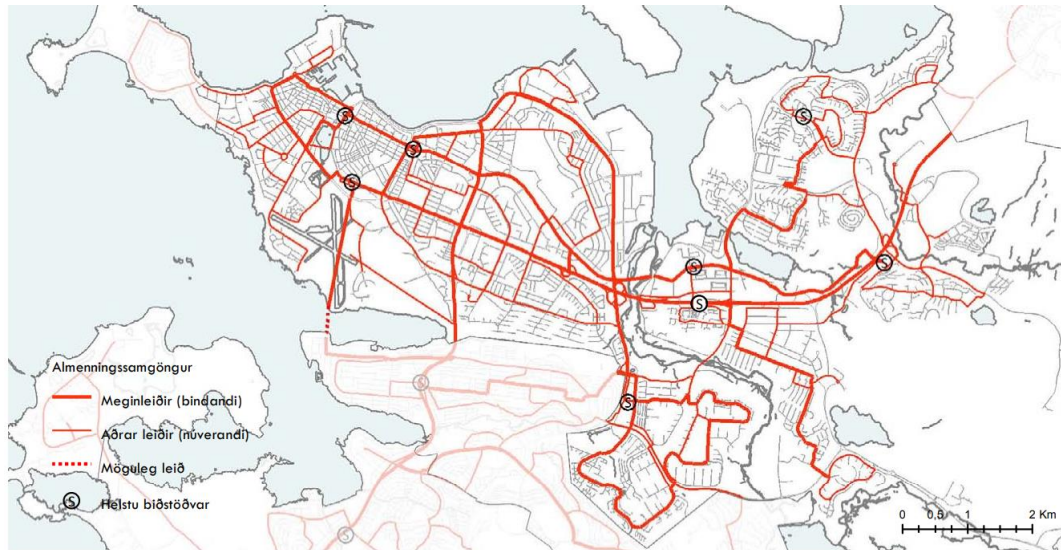 Almenningssamgöngur
Meginleiðir (bindandi)
Aðrar leiðir (núverandi)
Möguleg leið
S Helstu biðstöðvar
S
S
S
S
S
S
S
S
S
S
0 0,5 1 2 Km